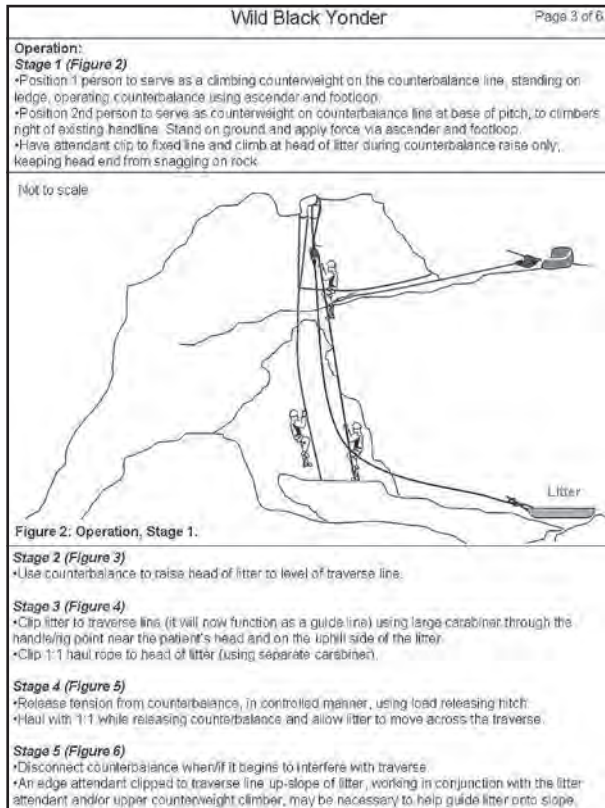 Wild Black Yonder
Page 3 of 6
Operation:
Stage 1 (Figure 2)
•Position 1 person to serve as a climbing counterweight on the counterbalance line, standing on
ledge, operating counterbalance using ascender and footloop.
•Position 2nd person to serve as counterweight on counterbalance line at base of pitch, to climbers
right of existing handline. Stand on ground and apply force via ascender and footloop.
•Have attendant clip to fixed line and climb at head of litter during counterbalance raise only,
keeping head end from snagging on rock.
Not to scale
Litter
Figure 2: Operation, Stage 1.
Stage 2 (Figure 3)
•Use counterbalance to raise head of litter to level of traverse line.
Stage 3 (Figure 4)
•Clip litter to traverse line (it will now function as a guide line) using large carabiner through the
handle/rig point near the patient's head and on the uphill side of the litter.
•Clip 1:1 haul rope to head of litter (using separate carabiner).
Stage 4 (Figure 5)
•Release tension from counterbalance, in controlled manner, using load releasing hitch.
•Haul with 1:1 while releasing counterbalance and allow litter to move across the traverse.
Stage 5 (Figure 6)
•Disconnect counterbalance when/if it begins to interfere with traverse.
•An edge attendant clipped to traverse line up-slope of litter, working in conjunction with the litter
attendant and/or upper counterweight climber, may be necessary to help guide litter onto slope.